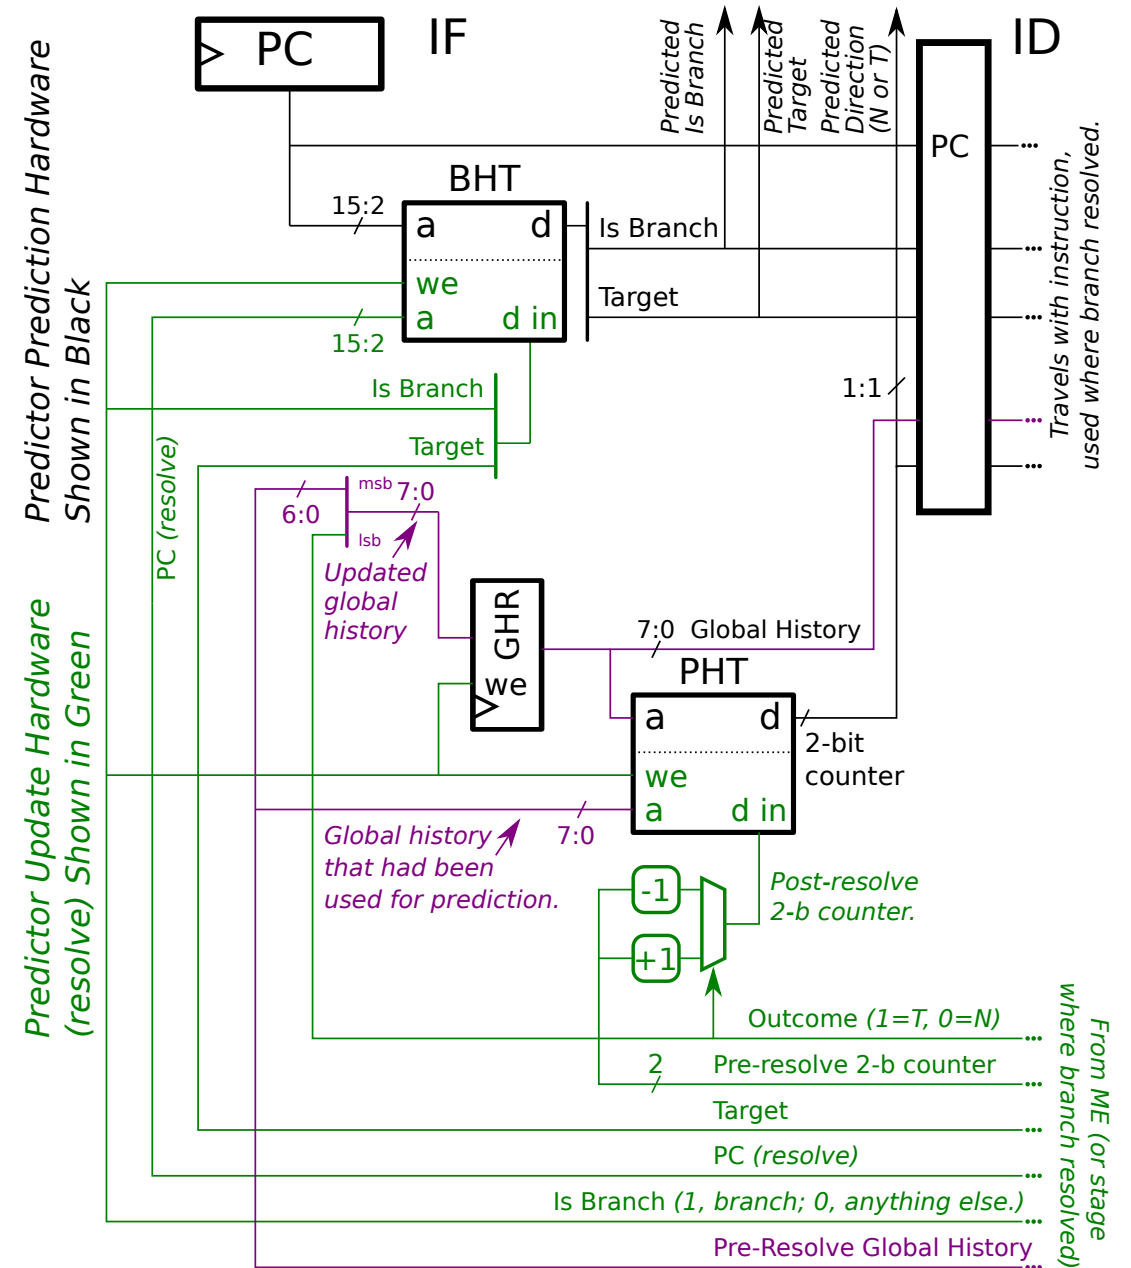 PC
IF
ID
Predictor Prediction Hardware
Shown in Black
Predicted
Is Branch
Predicted
Target
Predicted
Direction
(N or T)
PC
Travels with instruction,
used where branch resolved.
BHT
15:2
a
d
Is Branch
we
Target
a
d in
15:2
Is Branch
1:1
Target
PC (resolve)
msb
7:0
6:0
lsb
Updated
global
history
GHR
we
7:0 Global History
PHT
a
d
2-bit
counter
we
a
d in
7:0
Global history
that had been
used for prediction.
Predictor Update Hardware
(resolve) Shown in Green
-1
+1
Post-resolve
2-b counter.
Outcome (1=T, 0=N)
2
Pre-resolve 2-b counter
Target
PC (resolve)
Is Branch (1, branch; 0, anything else.)
Pre-Resolve Global History
From ME (or stage
where branch resolved)